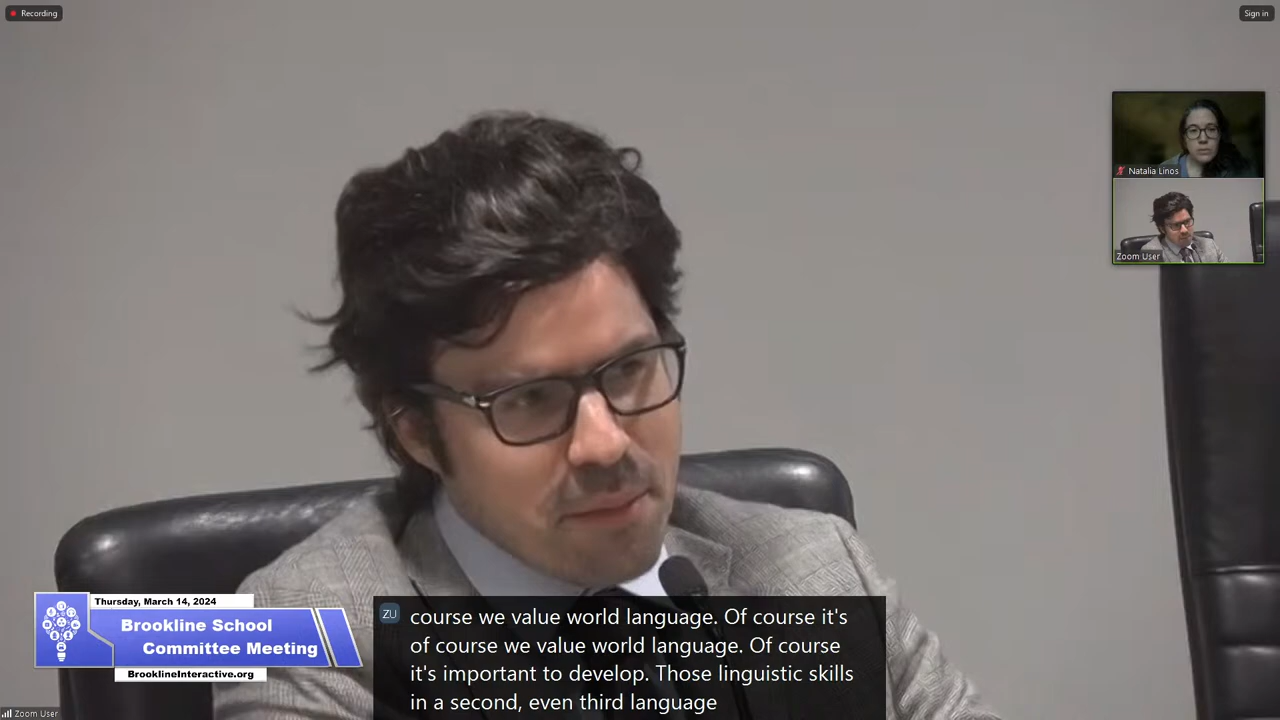 Recording
Sign in
Natalia Linos
Zoom User
Thursday, March 14, 2024
Brookline School
Committee Meeting
BrooklineInteractive.org
ZU
course we value world language. Of course it's
of course we value world language. Of course
it's important to develop. Those linguistic skills
in a second, even third language
Zoom User